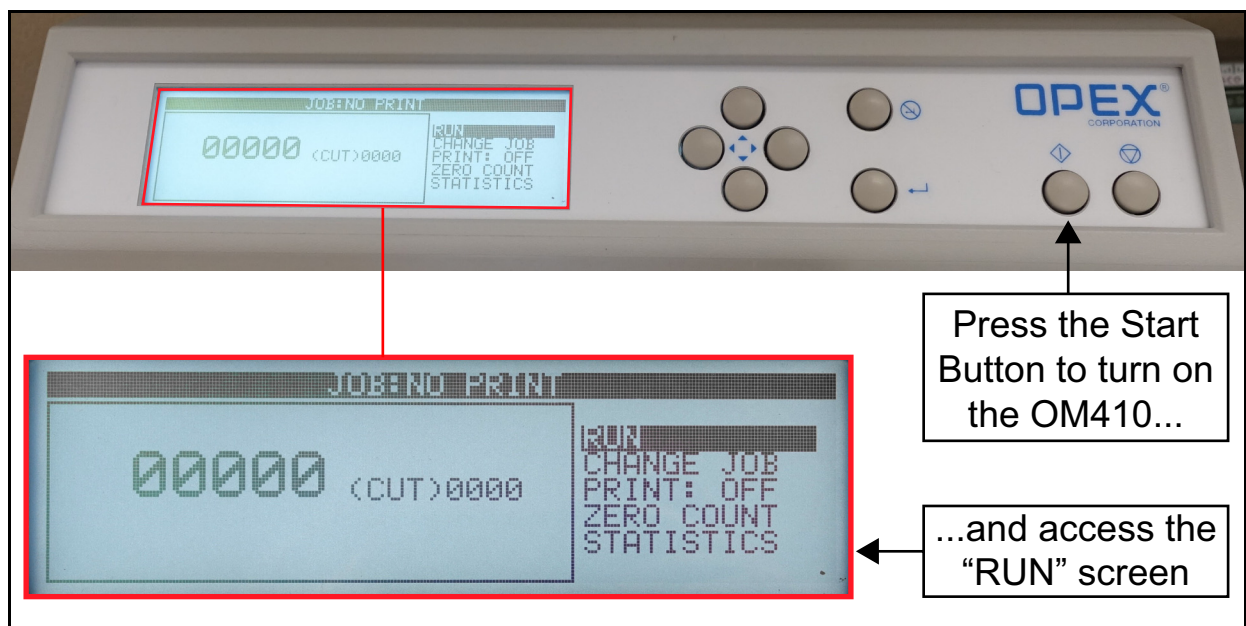 JOB:NO PRINT
00000 (CUT)0000
RUN
CHANGE JOB
PRINT: OFF
ZERO COUNT
STATISTICS
OPEX®
CORPORATION
Press the Start
Button to turn on
the OM410...
JOB:NO PRINT
00000 (CUT)0000
RUN
CHANGE JOB
PRINT: OFF
ZERO COUNT
STATISTICS
...and access the
“RUN” screen